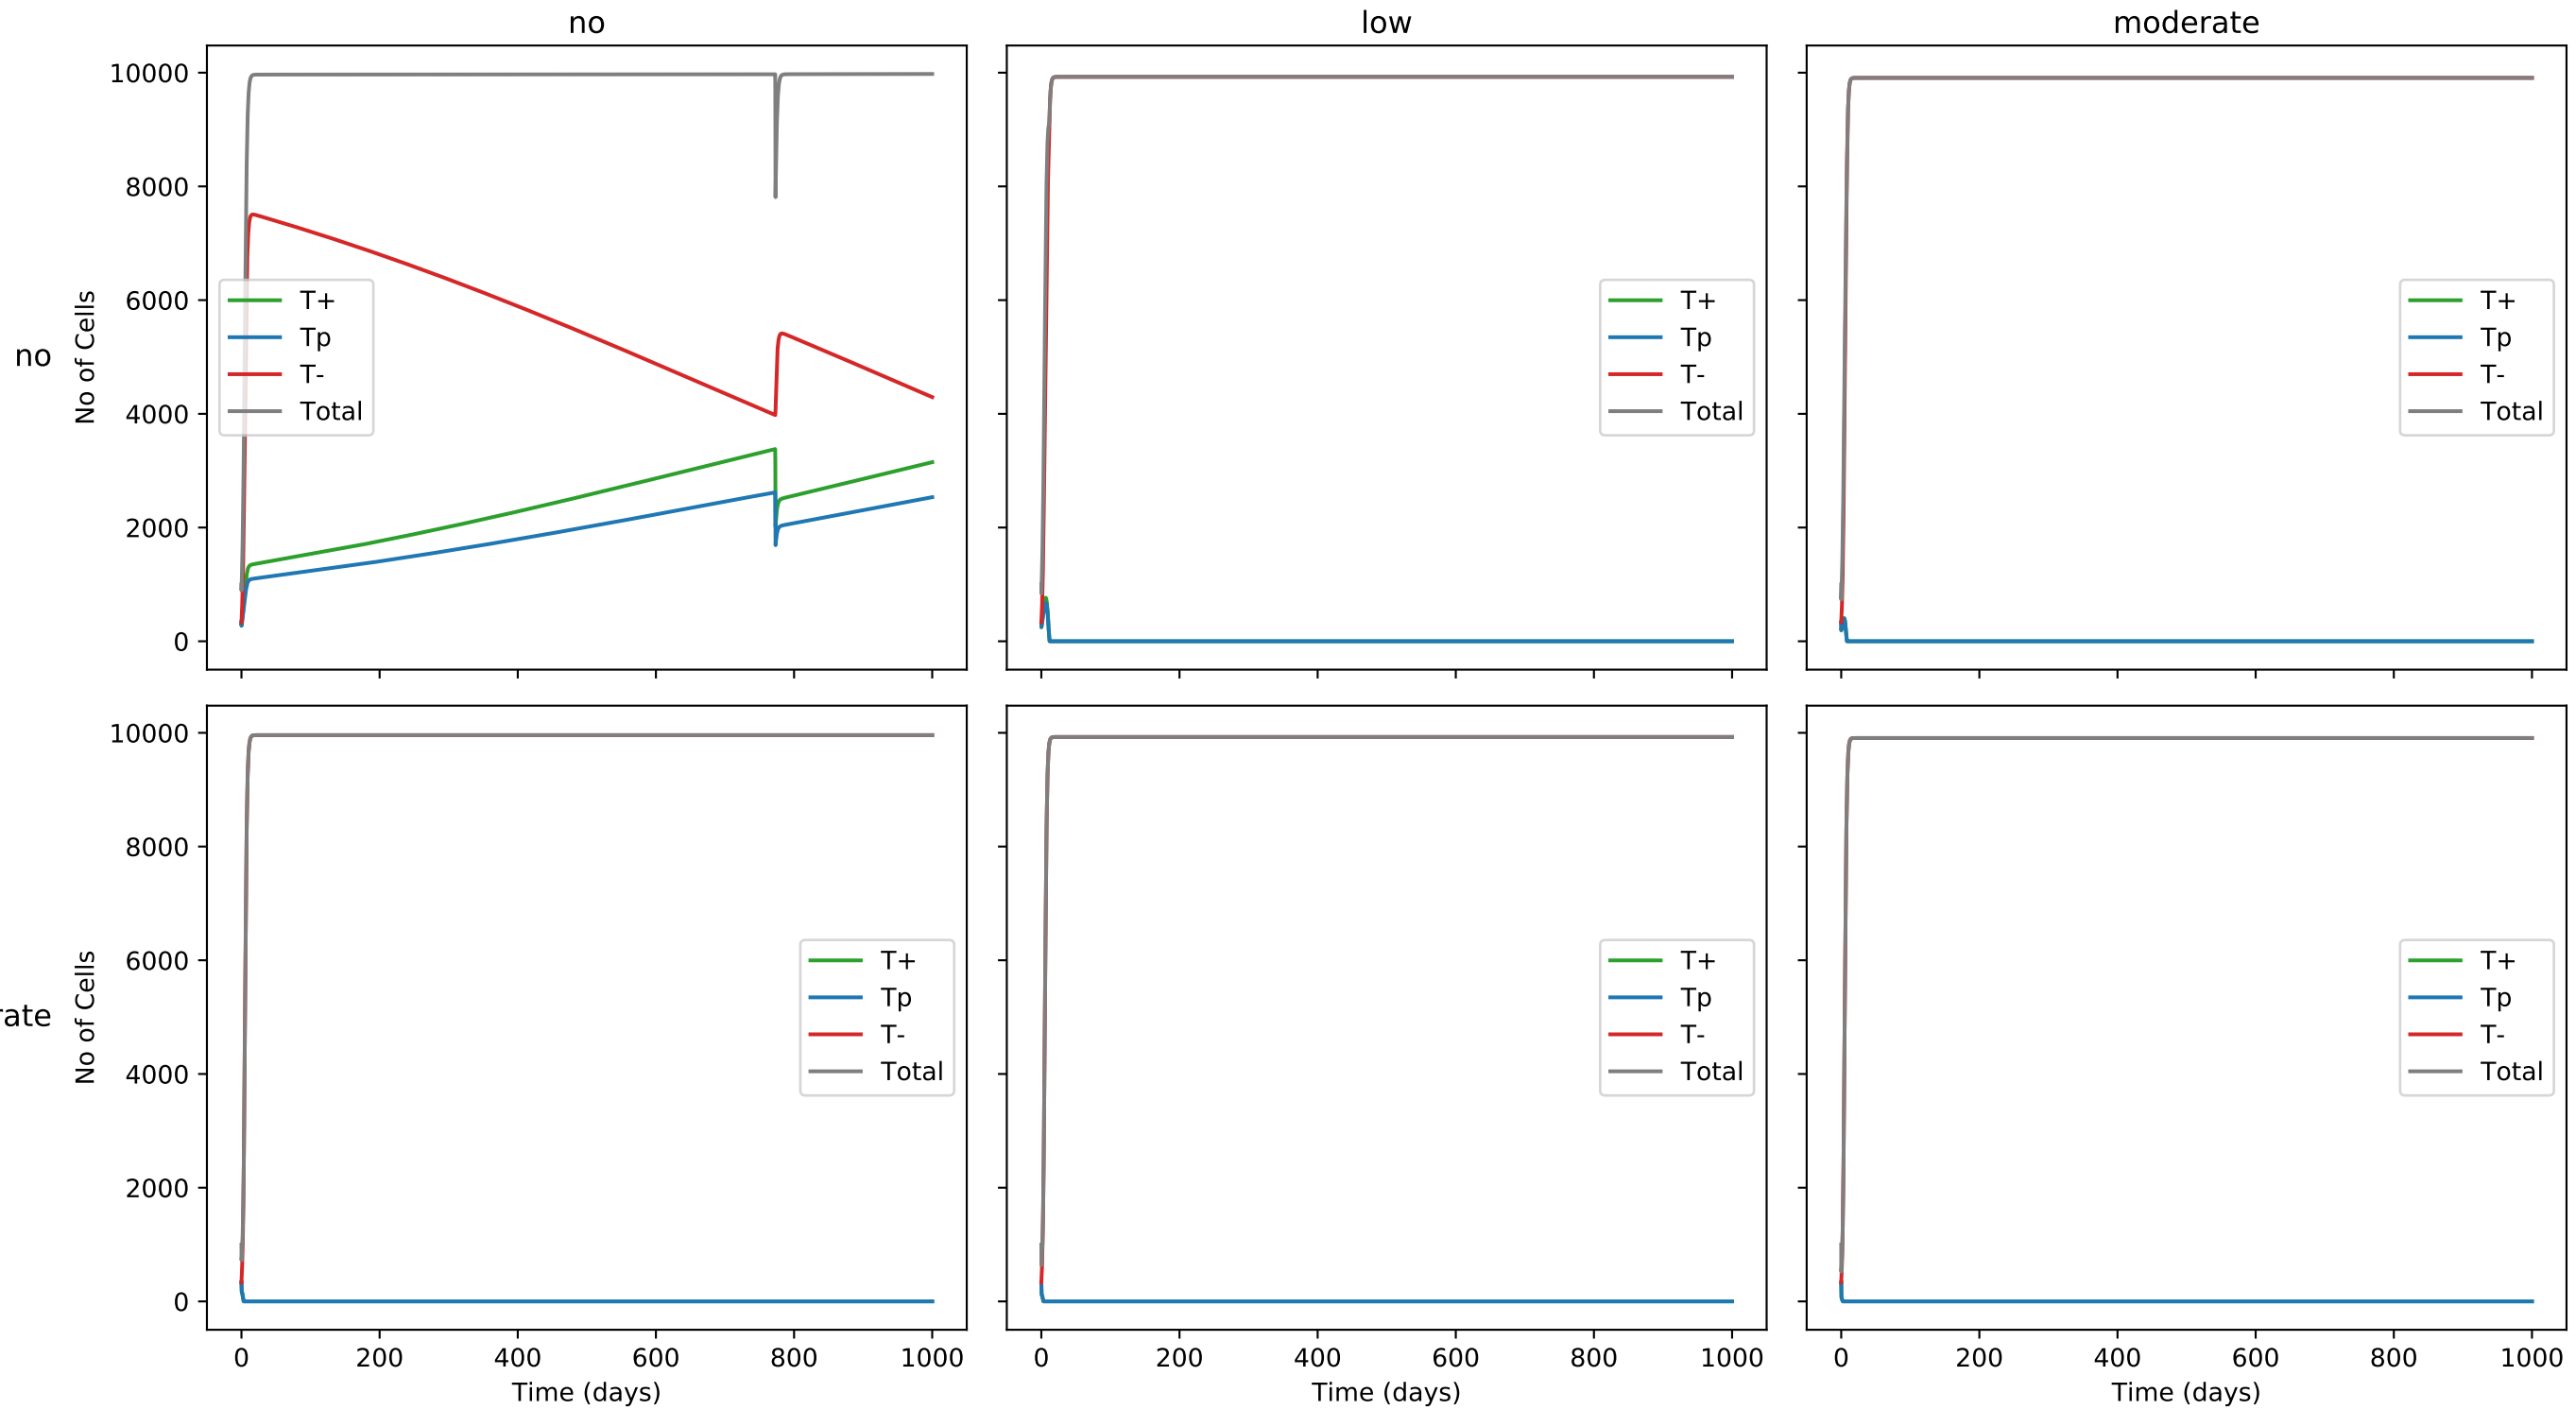 no low moderate
10000
8000
6000
4000
2000
0
no
No of Cells
T+
Tp
T-
Total
T+
Tp
T-
Total
T+
Tp
T-
Total
10000
8000
6000
4000
2000
0
rate
No of Cells
T+
Tp
T-
Total
T+
Tp
T-
Total
T+
Tp
T-
Total
0 200 400 600 800 1000
0 200 400 600 800 1000
0 200 400 600 800 1000
Time (days)
Time (days)
Time (days)